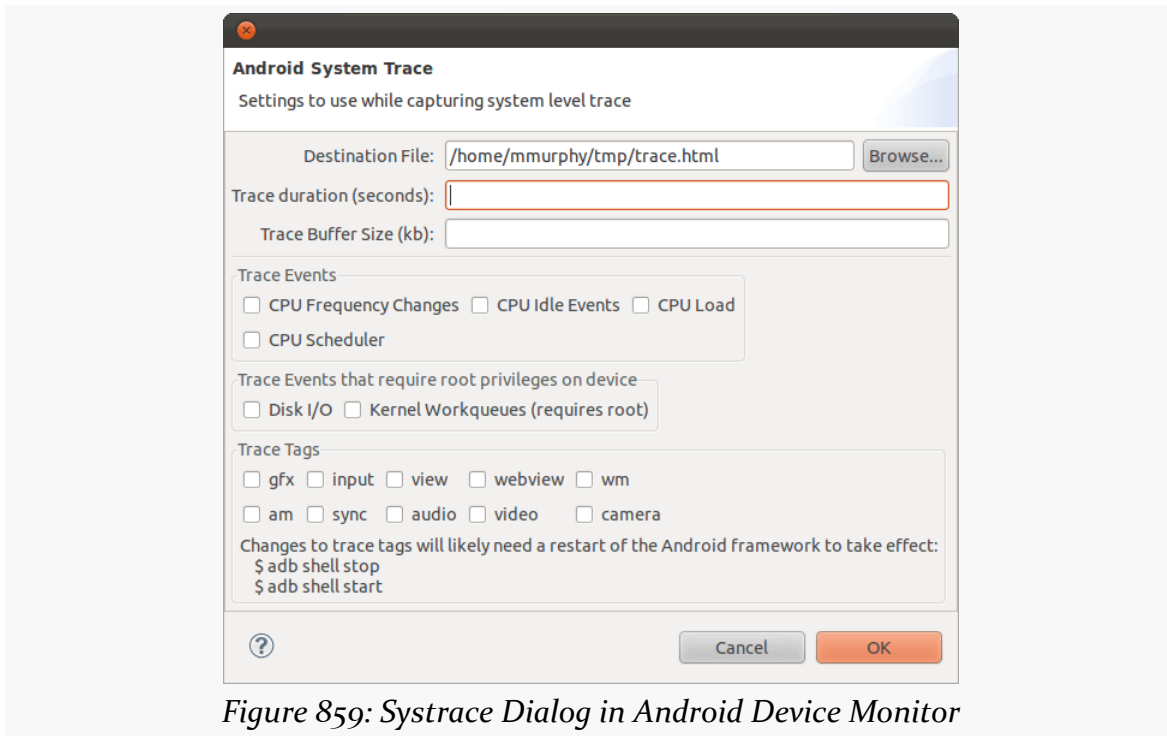 Android System Trace
Settings to use while capturing system level trace
Destination File: /home/mmurphy/tmp/trace.html Browse...
Trace duration (seconds):
Trace Buffer Size (kb):
Trace Events
CPU Frequency Changes CPU Idle Events CPU Load
CPU Scheduler
Trace Events that require root privileges on device
Disk I/O Kernel Workqueues (requires root)
Trace Tags
gfx input view webview wm
am sync audio video camera
Changes to trace tags will likely need a restart of the Android framework to take effect:
$ adb shell stop
$ adb shell start
? Cancel OK
Figure 859: Systrace Dialog in Android Device Monitor